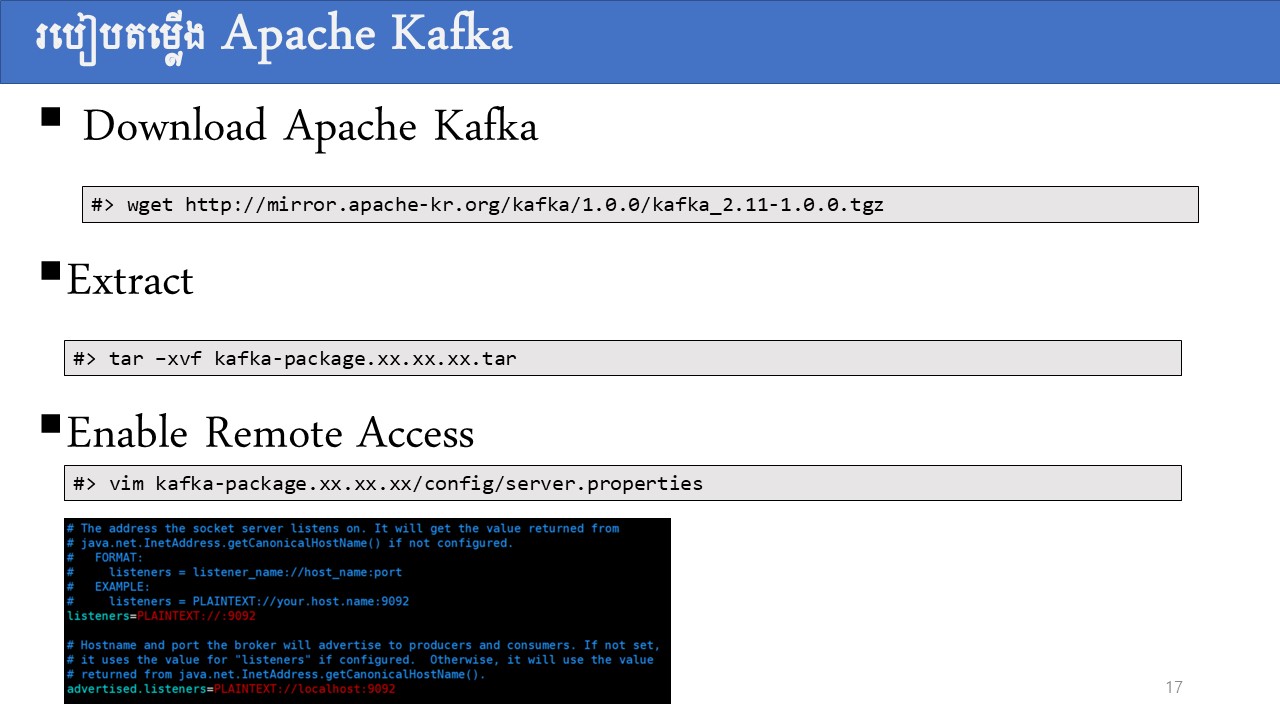 របៀបតម្លើង Apache Kafka
Download Apache Kafka
#> wget http://mirror.apache-kr.org/kafka/1.0.0/kafka_2.11-1.0.0.tgz
Extract
#> tar –xvf kafka-package.xx.xx.xx.tar
Enable Remote Access
#> vim kafka-package.xx.xx.xx/config/server.properties
# The address the socket server listens on. It will get the value returned from
# java.net.InetAddress.getCanonicalHostName() if not configured.
#   FORMAT:
#     listeners = listener_name://host_name:port
#   EXAMPLE:
#     listeners = PLAINTEXT://your.host.name:9092
listeners=PLAINTEXT://:9092
# Hostname and port the broker will advertise to producers and consumers. If not set,
# it uses the value for "listeners" if configured.  Otherwise, it will use the value
# returned from java.net.InetAddress.getCanonicalHostName().
advertised.listeners=PLAINTEXT://localhost:9092
17